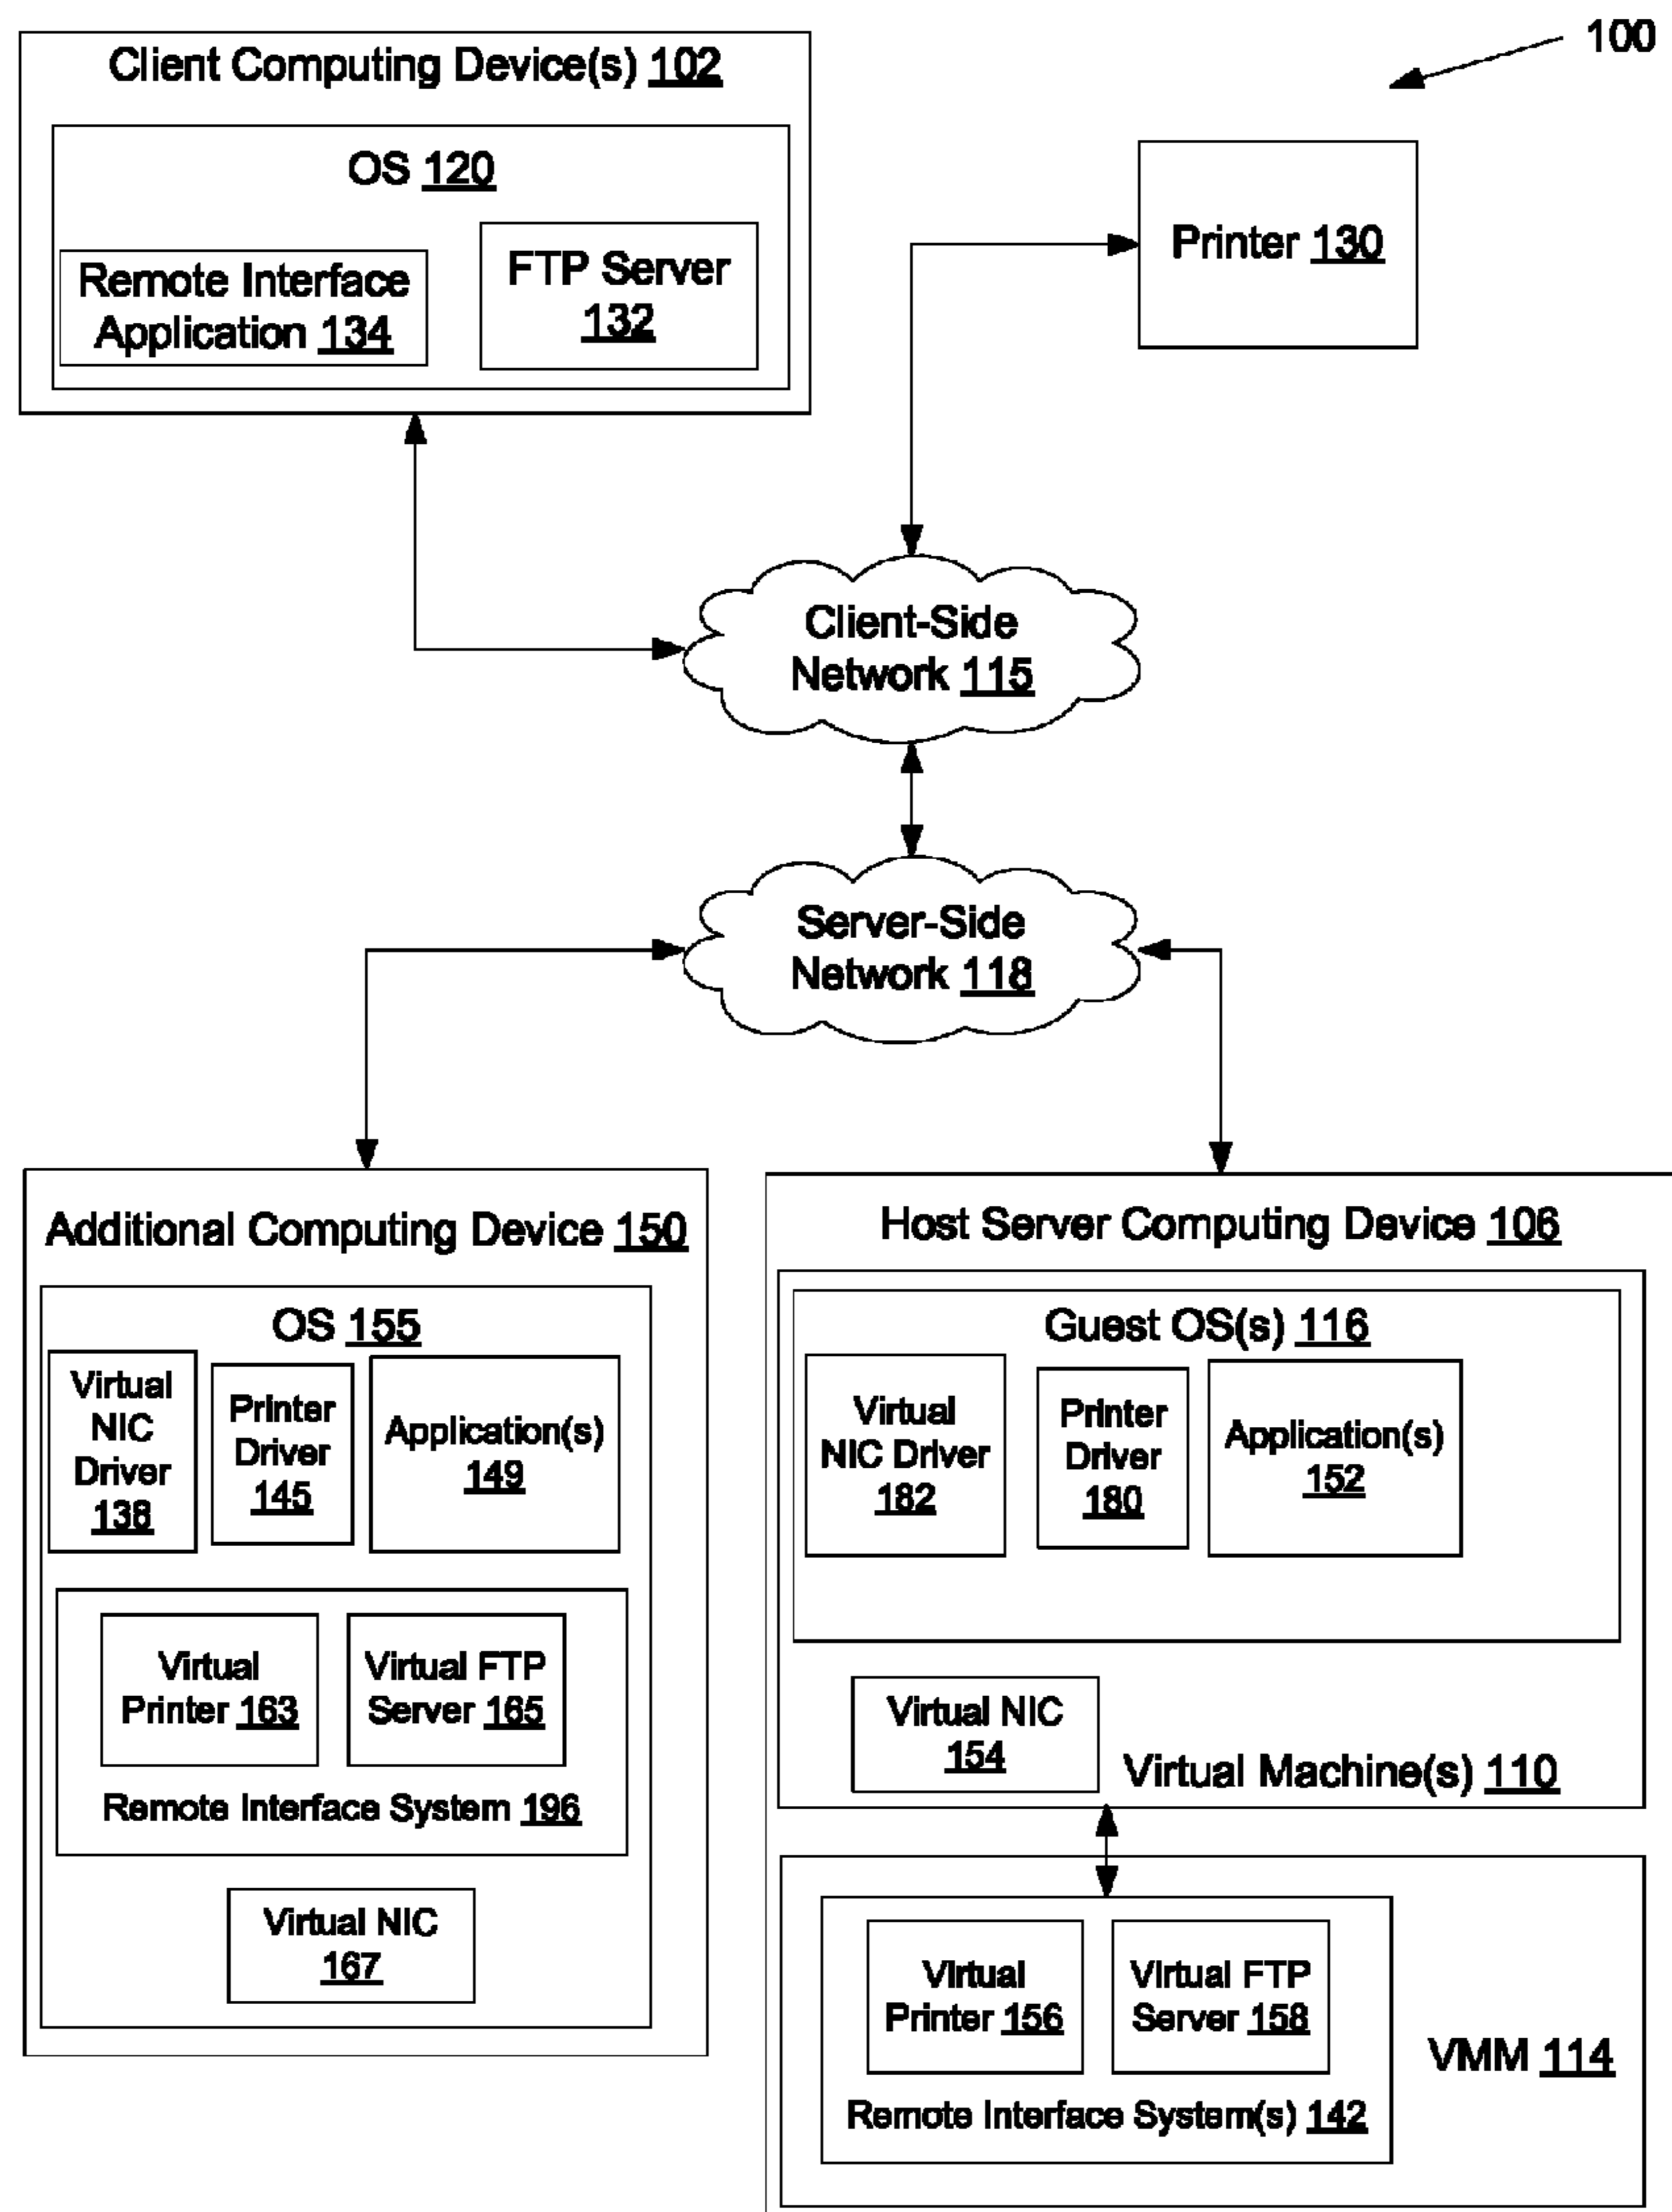 100
Client Computing Device(s) 102
OS 120
Remote Interface
Application 134
FTP Server
132
Printer 130
Client-Side
Network 115
Server-Side
Network 118
Additional Computing Device 150
OS 155
Virtual
NIC
Driver
138
Printer
Driver
145
Application(s)
149
Virtual
Printer 163
Virtual FTP
Server 165
Remote Interface System 196
Virtual NIC
167
Host Server Computing Device 106
Guest OS(s) 116
Virtual
NIC Driver
182
Printer
Driver
180
Application(s)
152
Virtual NIC
154
Virtual Machine(s) 110
Virtual
Printer 156
Virtual FTP
Server 158
Remote Interface System(s) 142
VMM 114